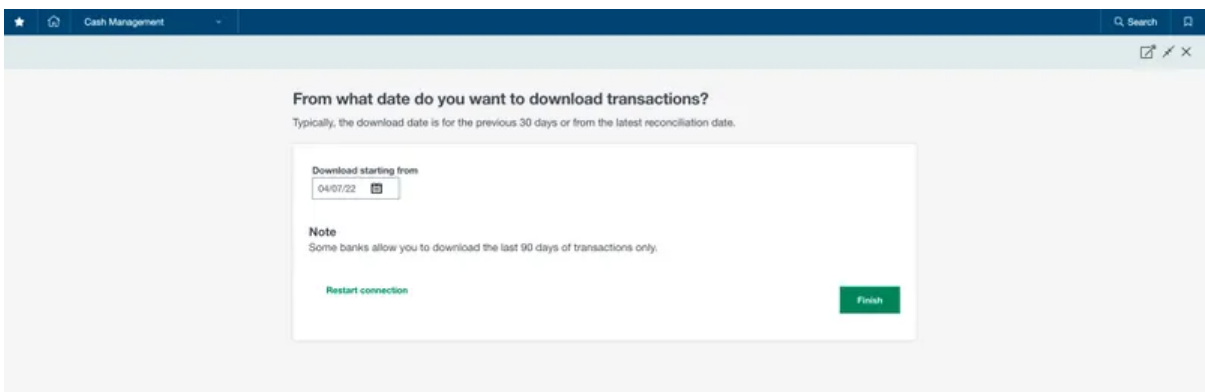 Cash Management
Search
From what date do you want to download transactions?
Typically, the download date is for the previous 30 days or from the latest reconciliation date.
Download starting from
04/07/22
Note
Some banks allow you to download the last 90 days of transactions only.
Restart connection
Finish